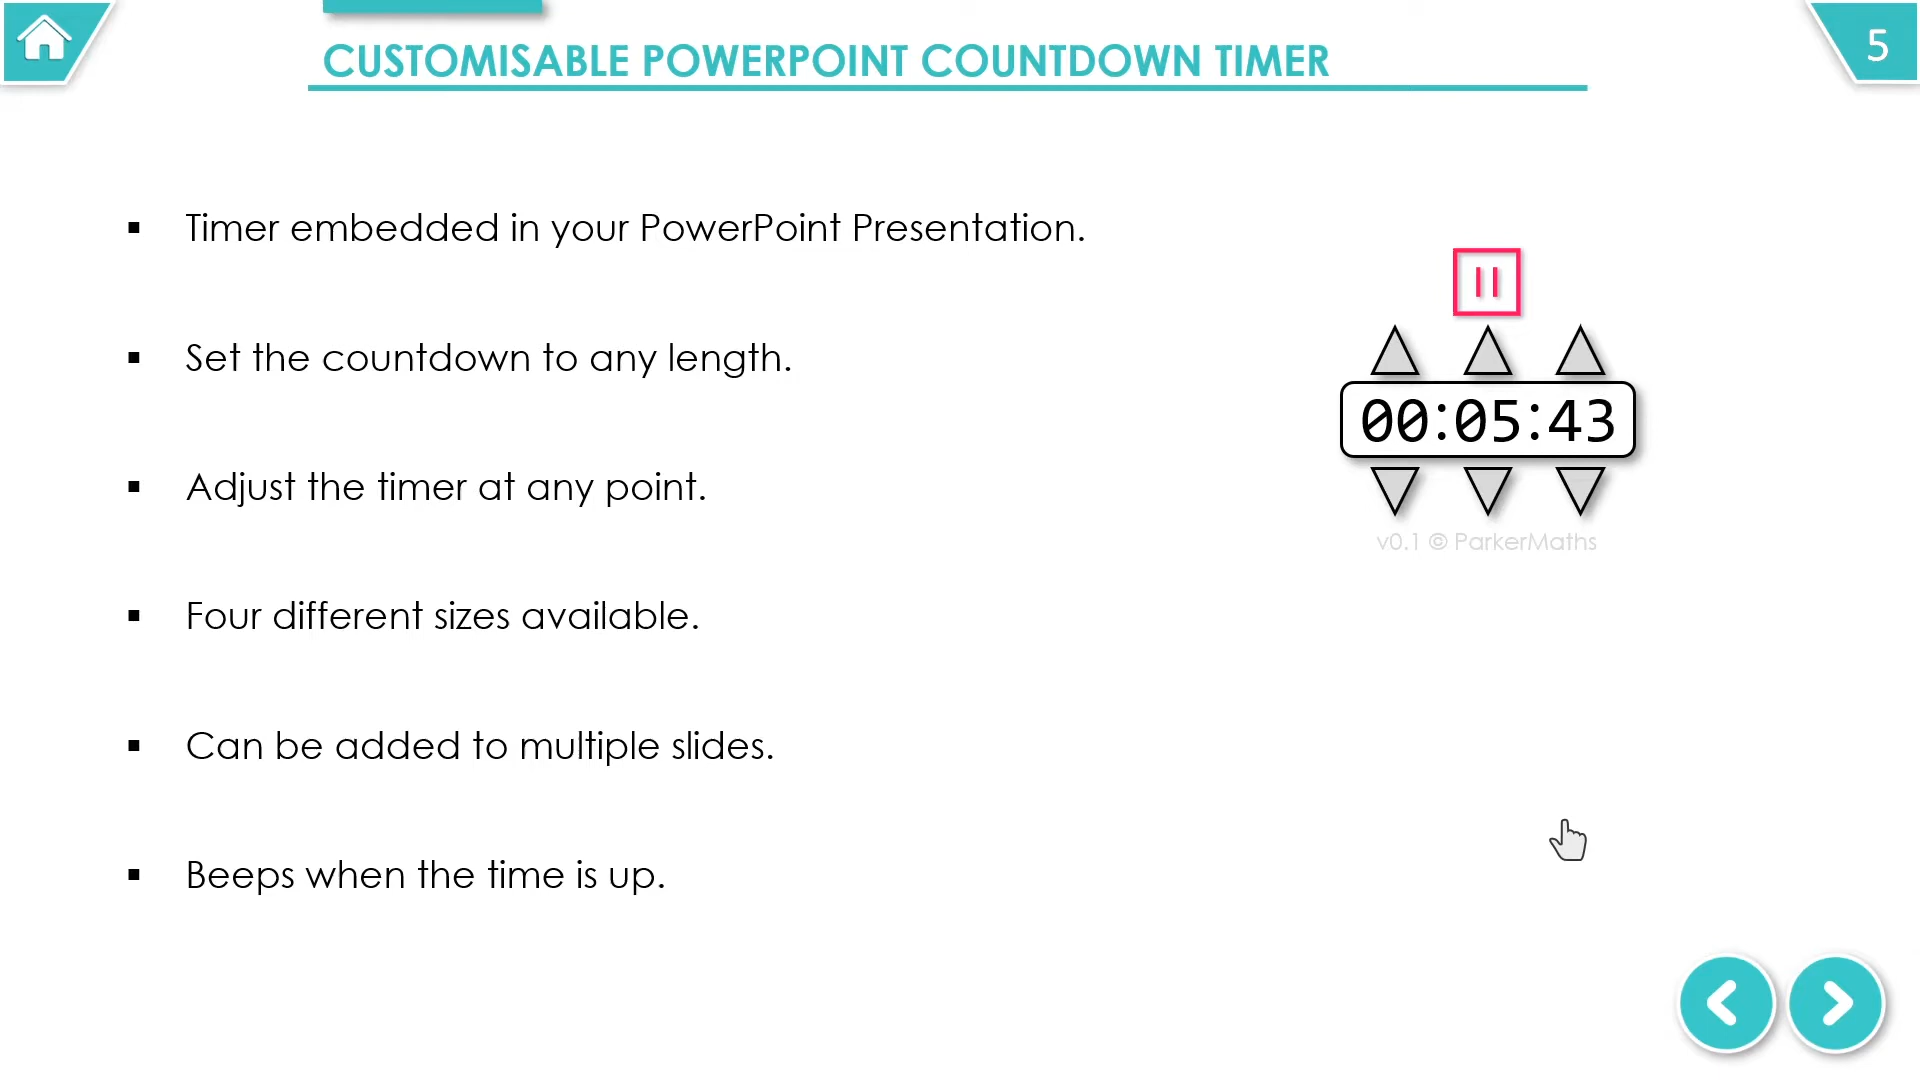 CUSTOMISABLE POWERPOINT COUNTDOWN TIMER
5
▪ Timer embedded in your PowerPoint Presentation.
▪ Set the countdown to any length.
▪ Adjust the timer at any point.
▪ Four different sizes available.
▪ Can be added to multiple slides.
▪ Beeps when the time is up.
00:05:43
v0.1 © ParkerMaths